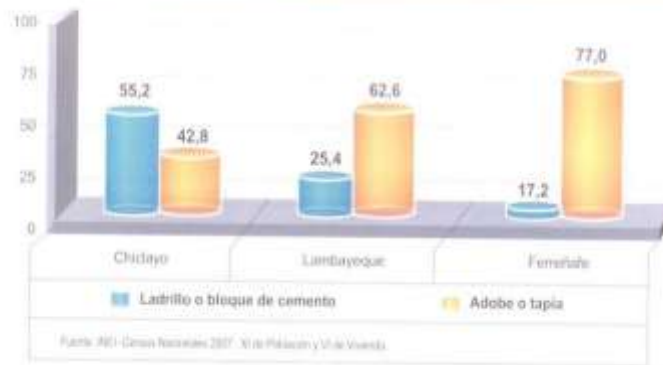 100
75
50
25
0
55,2
42,8
25,4
62,6
17,2
77,0
Chiclayo
Lambayeque
Ferreñafe
Ladrillo o bloque de cemento
Adobe o tapia
Fuente: INEI - Censos Nacionales 2007 : XI de Población y VI de Vivienda.